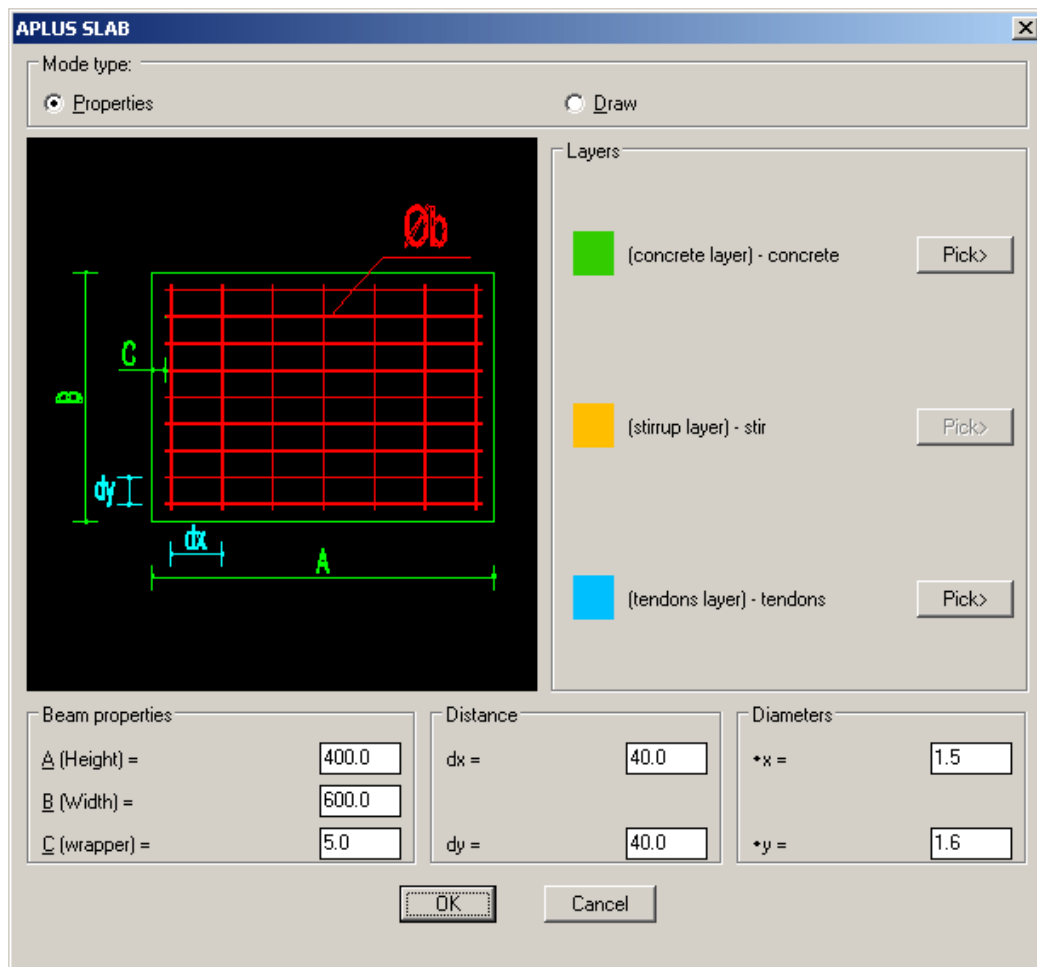 APLUS SLAB
Mode type:
Properties
Draw
Øb
C
B
dy
dx
A
Layers
(concrete layer) - concrete
Pick>
(stirrup layer) - stir
Pick>
(tendons layer) - tendons
Pick>
Beam properties
A (Height) = 400.0
B (Width) = 600.0
C (wrapper) = 5.0
Distance
dx = 40.0
dy = 40.0
Diameters
•x = 1.5
•y = 1.6
OK
Cancel